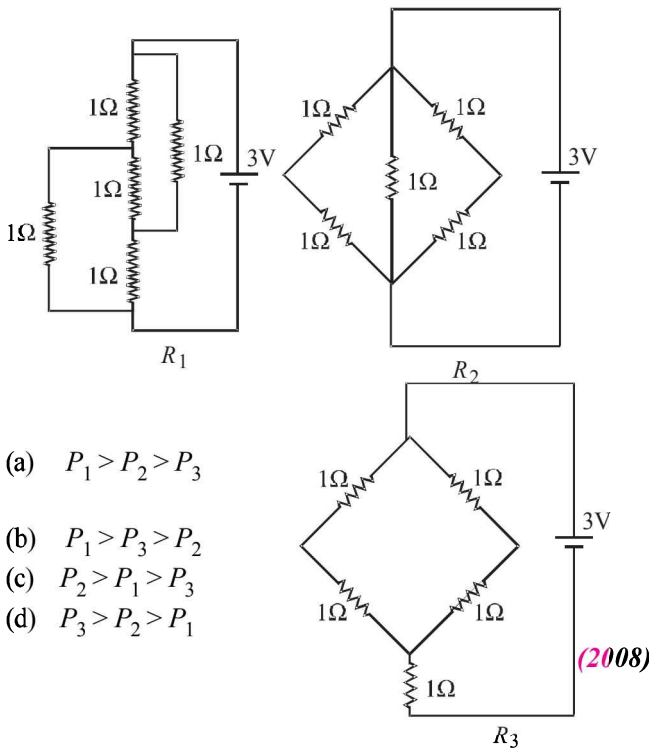 1Ω
1Ω 3V
1Ω
1Ω
1Ω
R1
1Ω 1Ω
1Ω 3V
1Ω 1Ω
R2
(a) P1 > P2 > P3
(b) P1 > P3 > P2
(c) P2 > P1 > P3
(d) P3 > P2 > P1
1Ω 1Ω
3V
1Ω 1Ω
1Ω
R3
(2008)